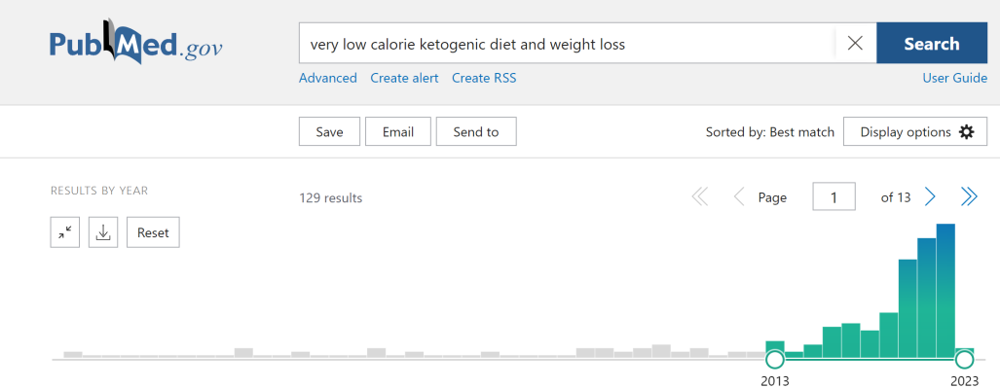 PubMed.gov
very low calorie ketogenic diet and weight loss
Search
Advanced Create alert Create RSS
User Guide
Save Email Send to
Sorted by: Best match
Display options
RESULTS BY YEAR
129 results
Page 1 of 13
Reset
2013
2023